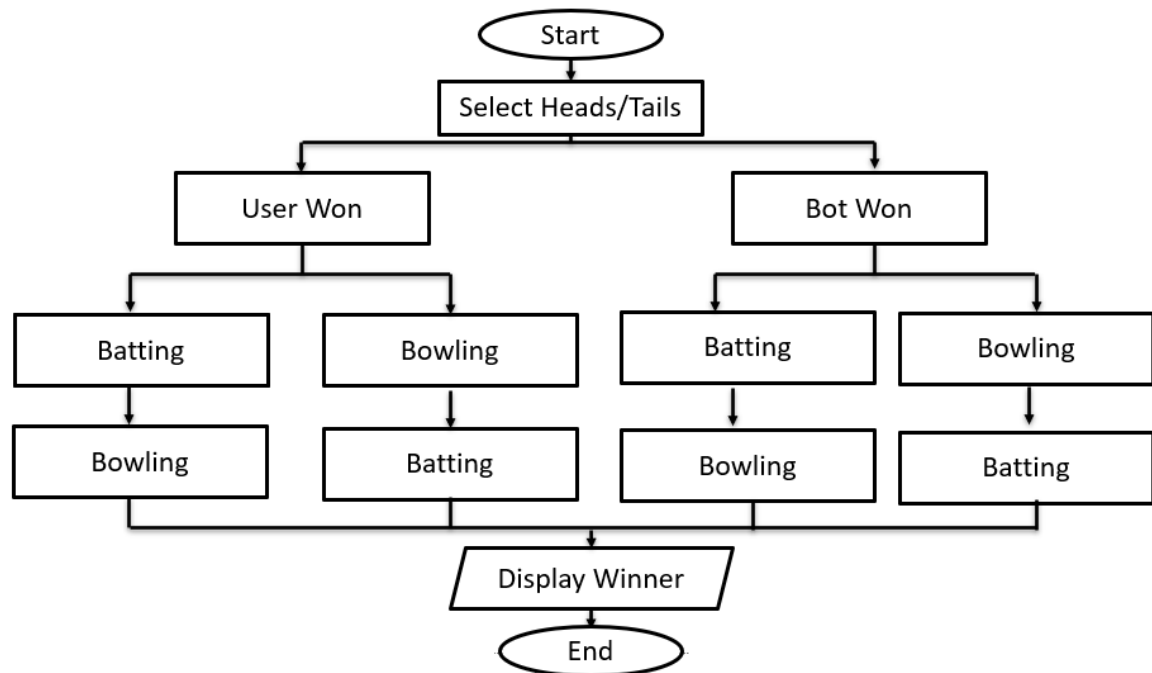 Start
Select Heads/Tails
User Won
Bot Won
Batting
Bowling
Batting
Bowling
Bowling
Batting
Bowling
Batting
Display Winner
End